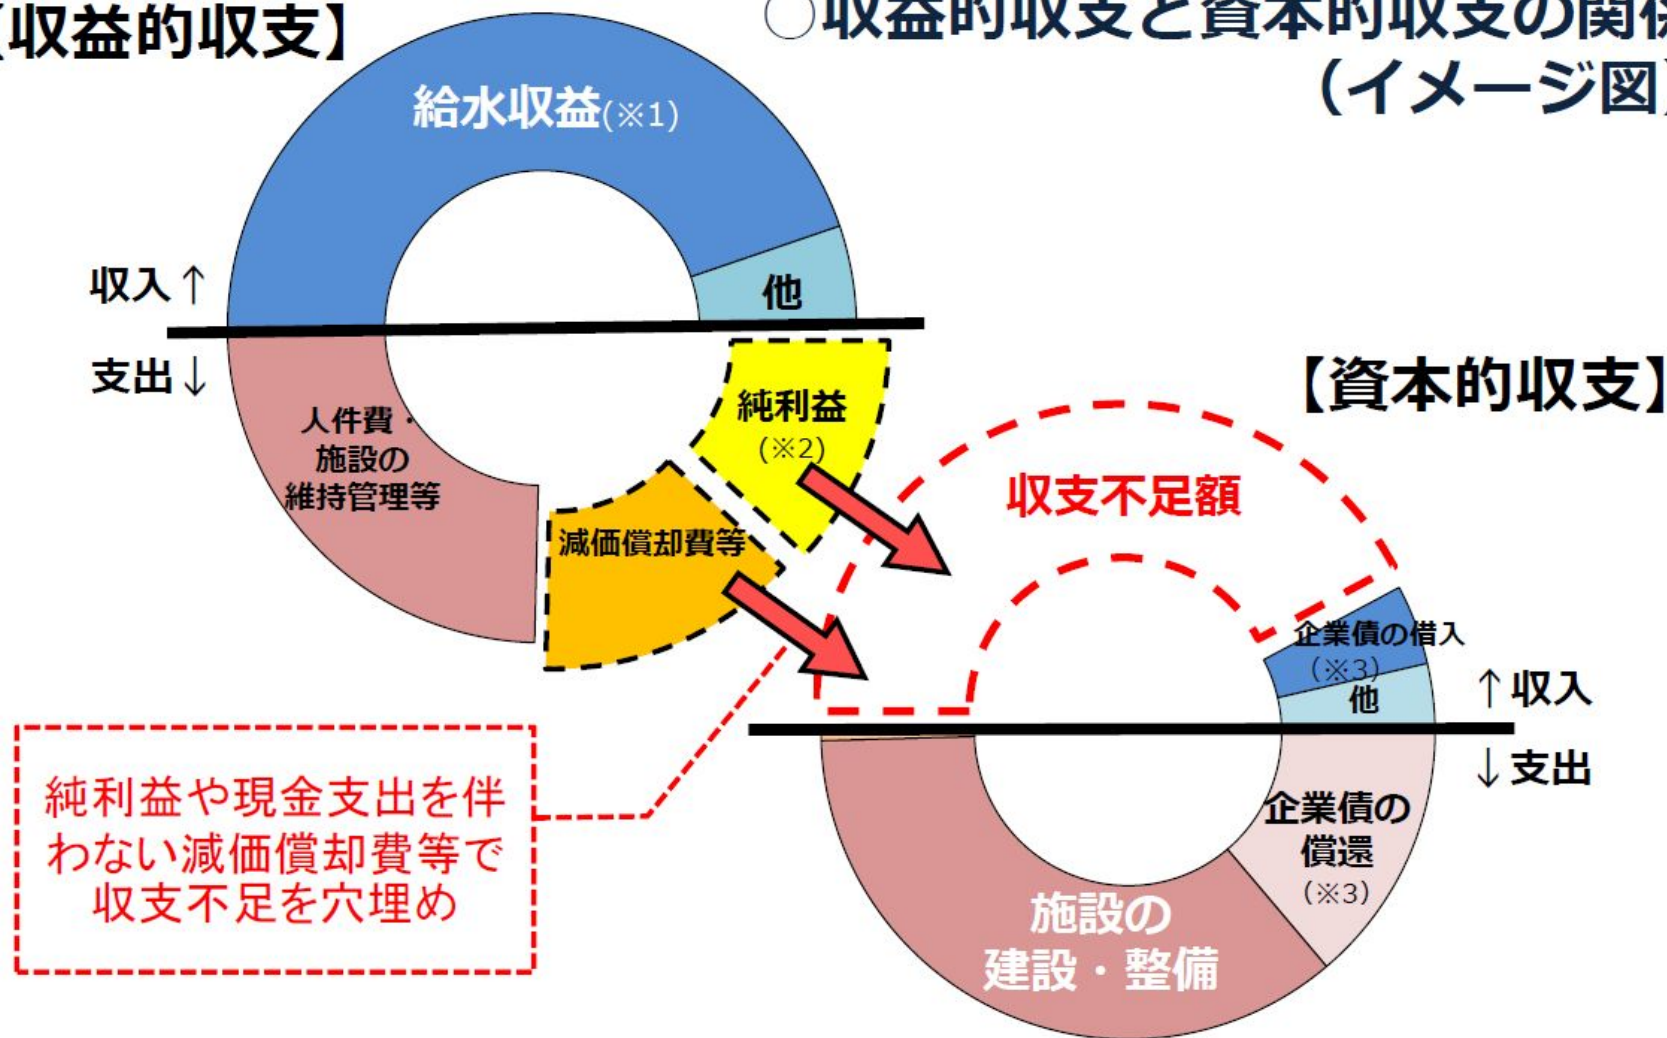 【収益的収支】
○収益的収支と資本的収支の関係
(イメージ図)
給水収益(※1)
他
収入↑
支出↓
人件費・
施設の
維持管理等
純利益
(※2)
減価償却費等
【資本的収支】
収支不足額
企業債の借入
(※3)
他
↑収入
↓支出
企業債の
償還
(※3)
施設の
建設・整備
純利益や現金支出を伴
わない減価償却費等で
収支不足を穴埋め